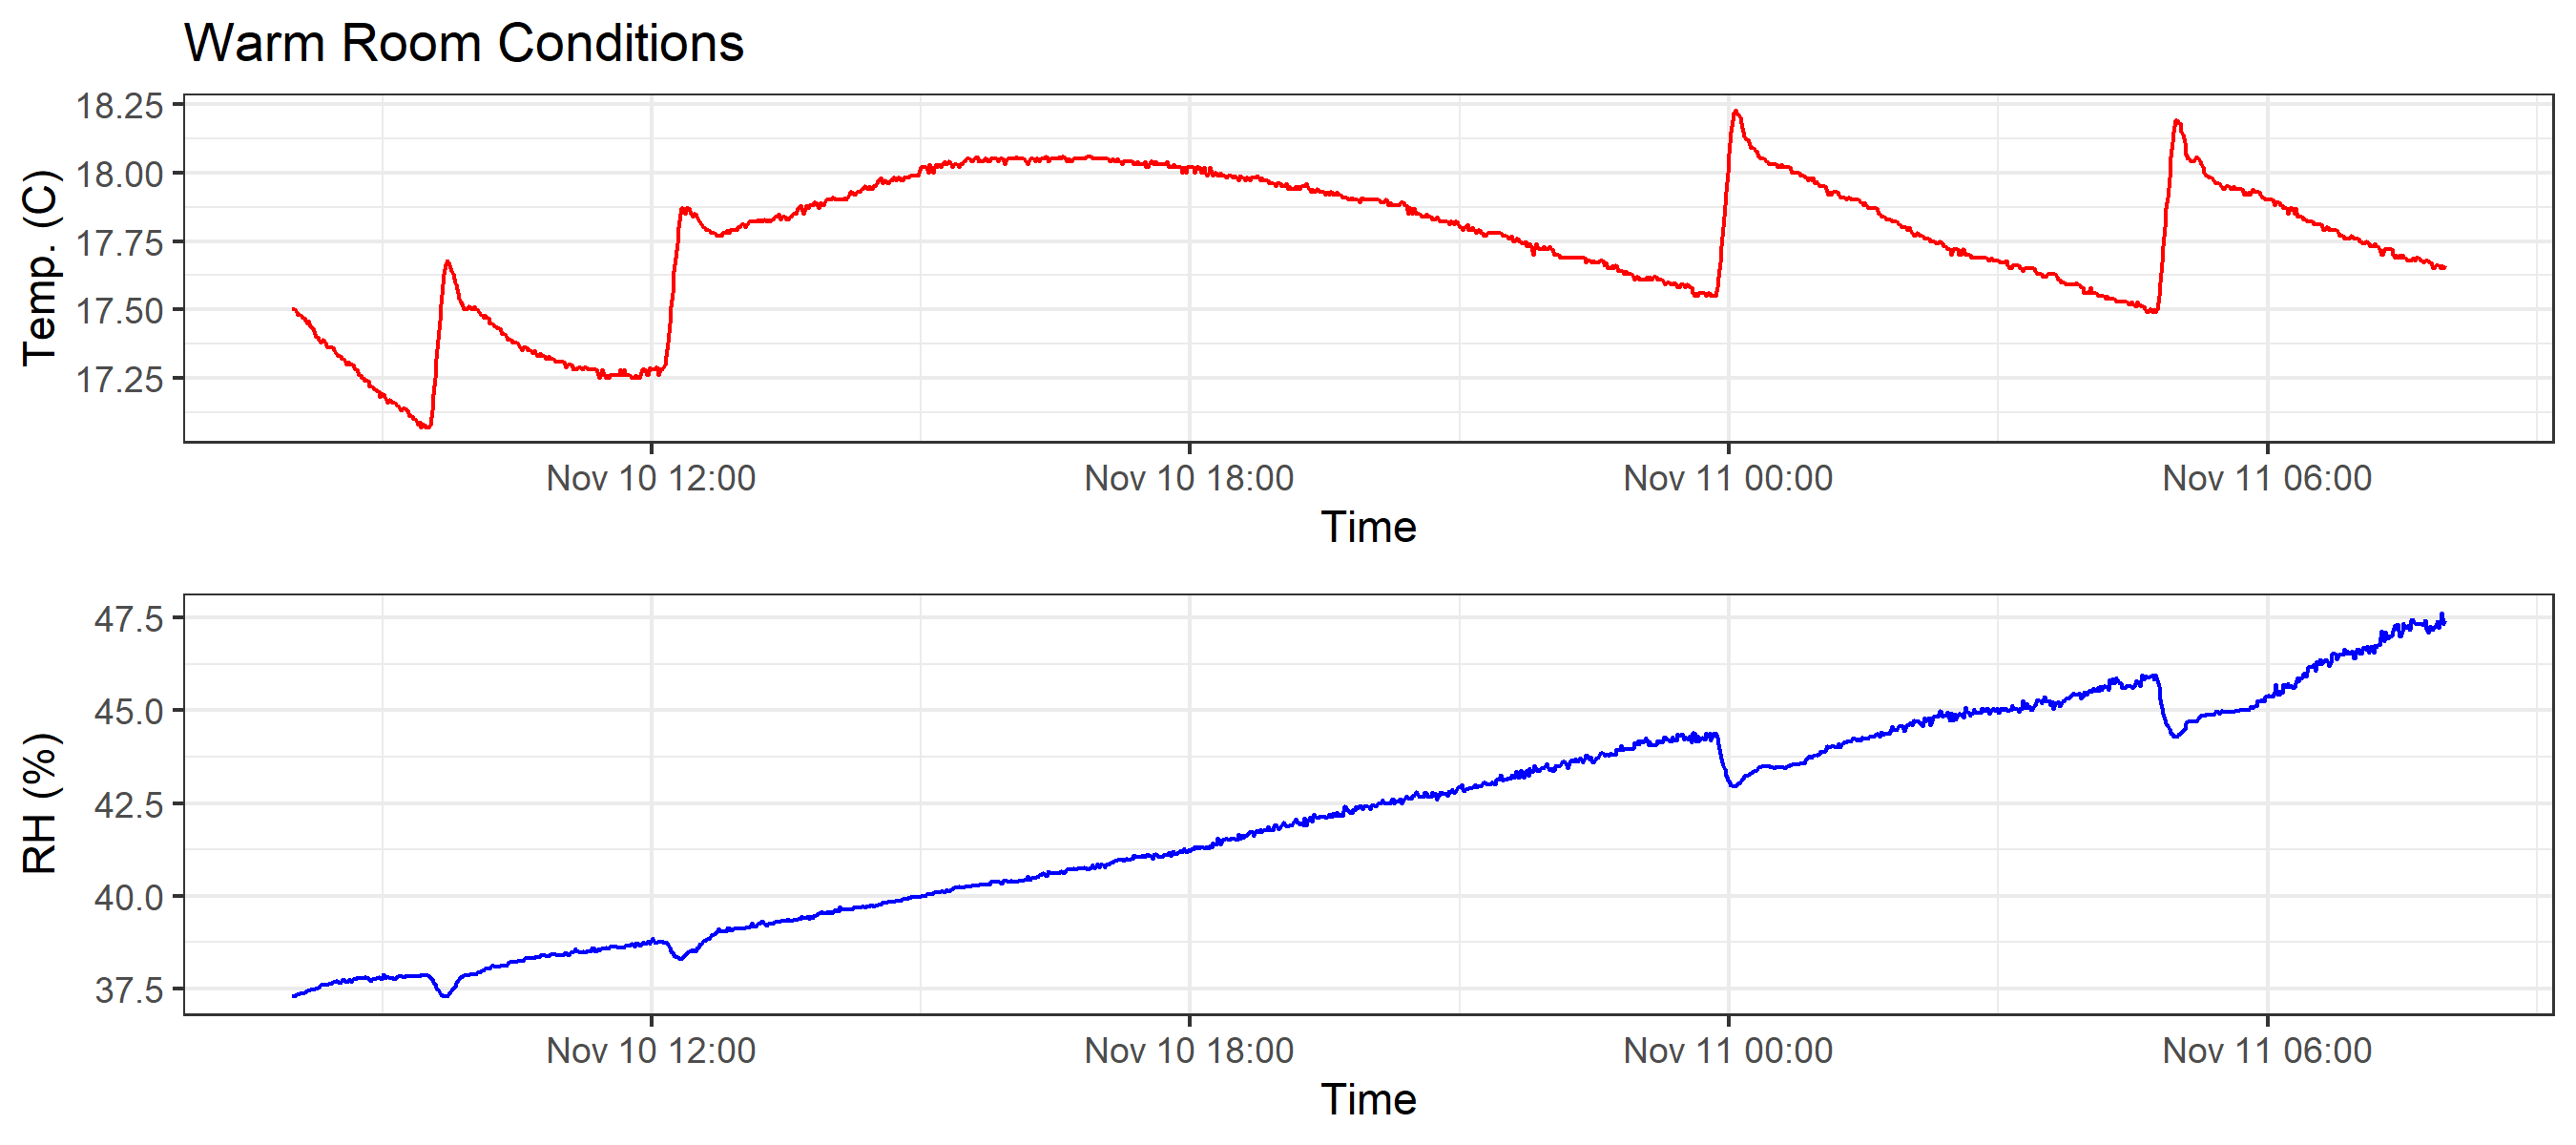 Warm Room Conditions
18.25
18.00
17.75
17.50
17.25
Temp. (C)
Nov 10 12:00 Nov 10 18:00 Nov 11 00:00 Nov 11 06:00
Time
47.5
45.0
42.5
40.0
37.5
RH (%)
Nov 10 12:00 Nov 10 18:00 Nov 11 00:00 Nov 11 06:00
Time